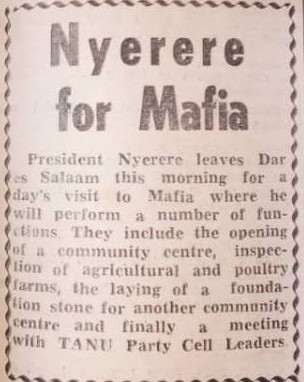 Nyerere
for Mafia
President Nyerere leaves Dar
es Salaam this morning for a
day's visit to Mafia where he
will perform a number of fun-
ctions. They include the opening
of a community centre, inspec-
tion of agricultural and poultry
farms, the laying of a founda-
tion stone for another community
centre and finally a meeting
with TANU Party Cell Leaders.